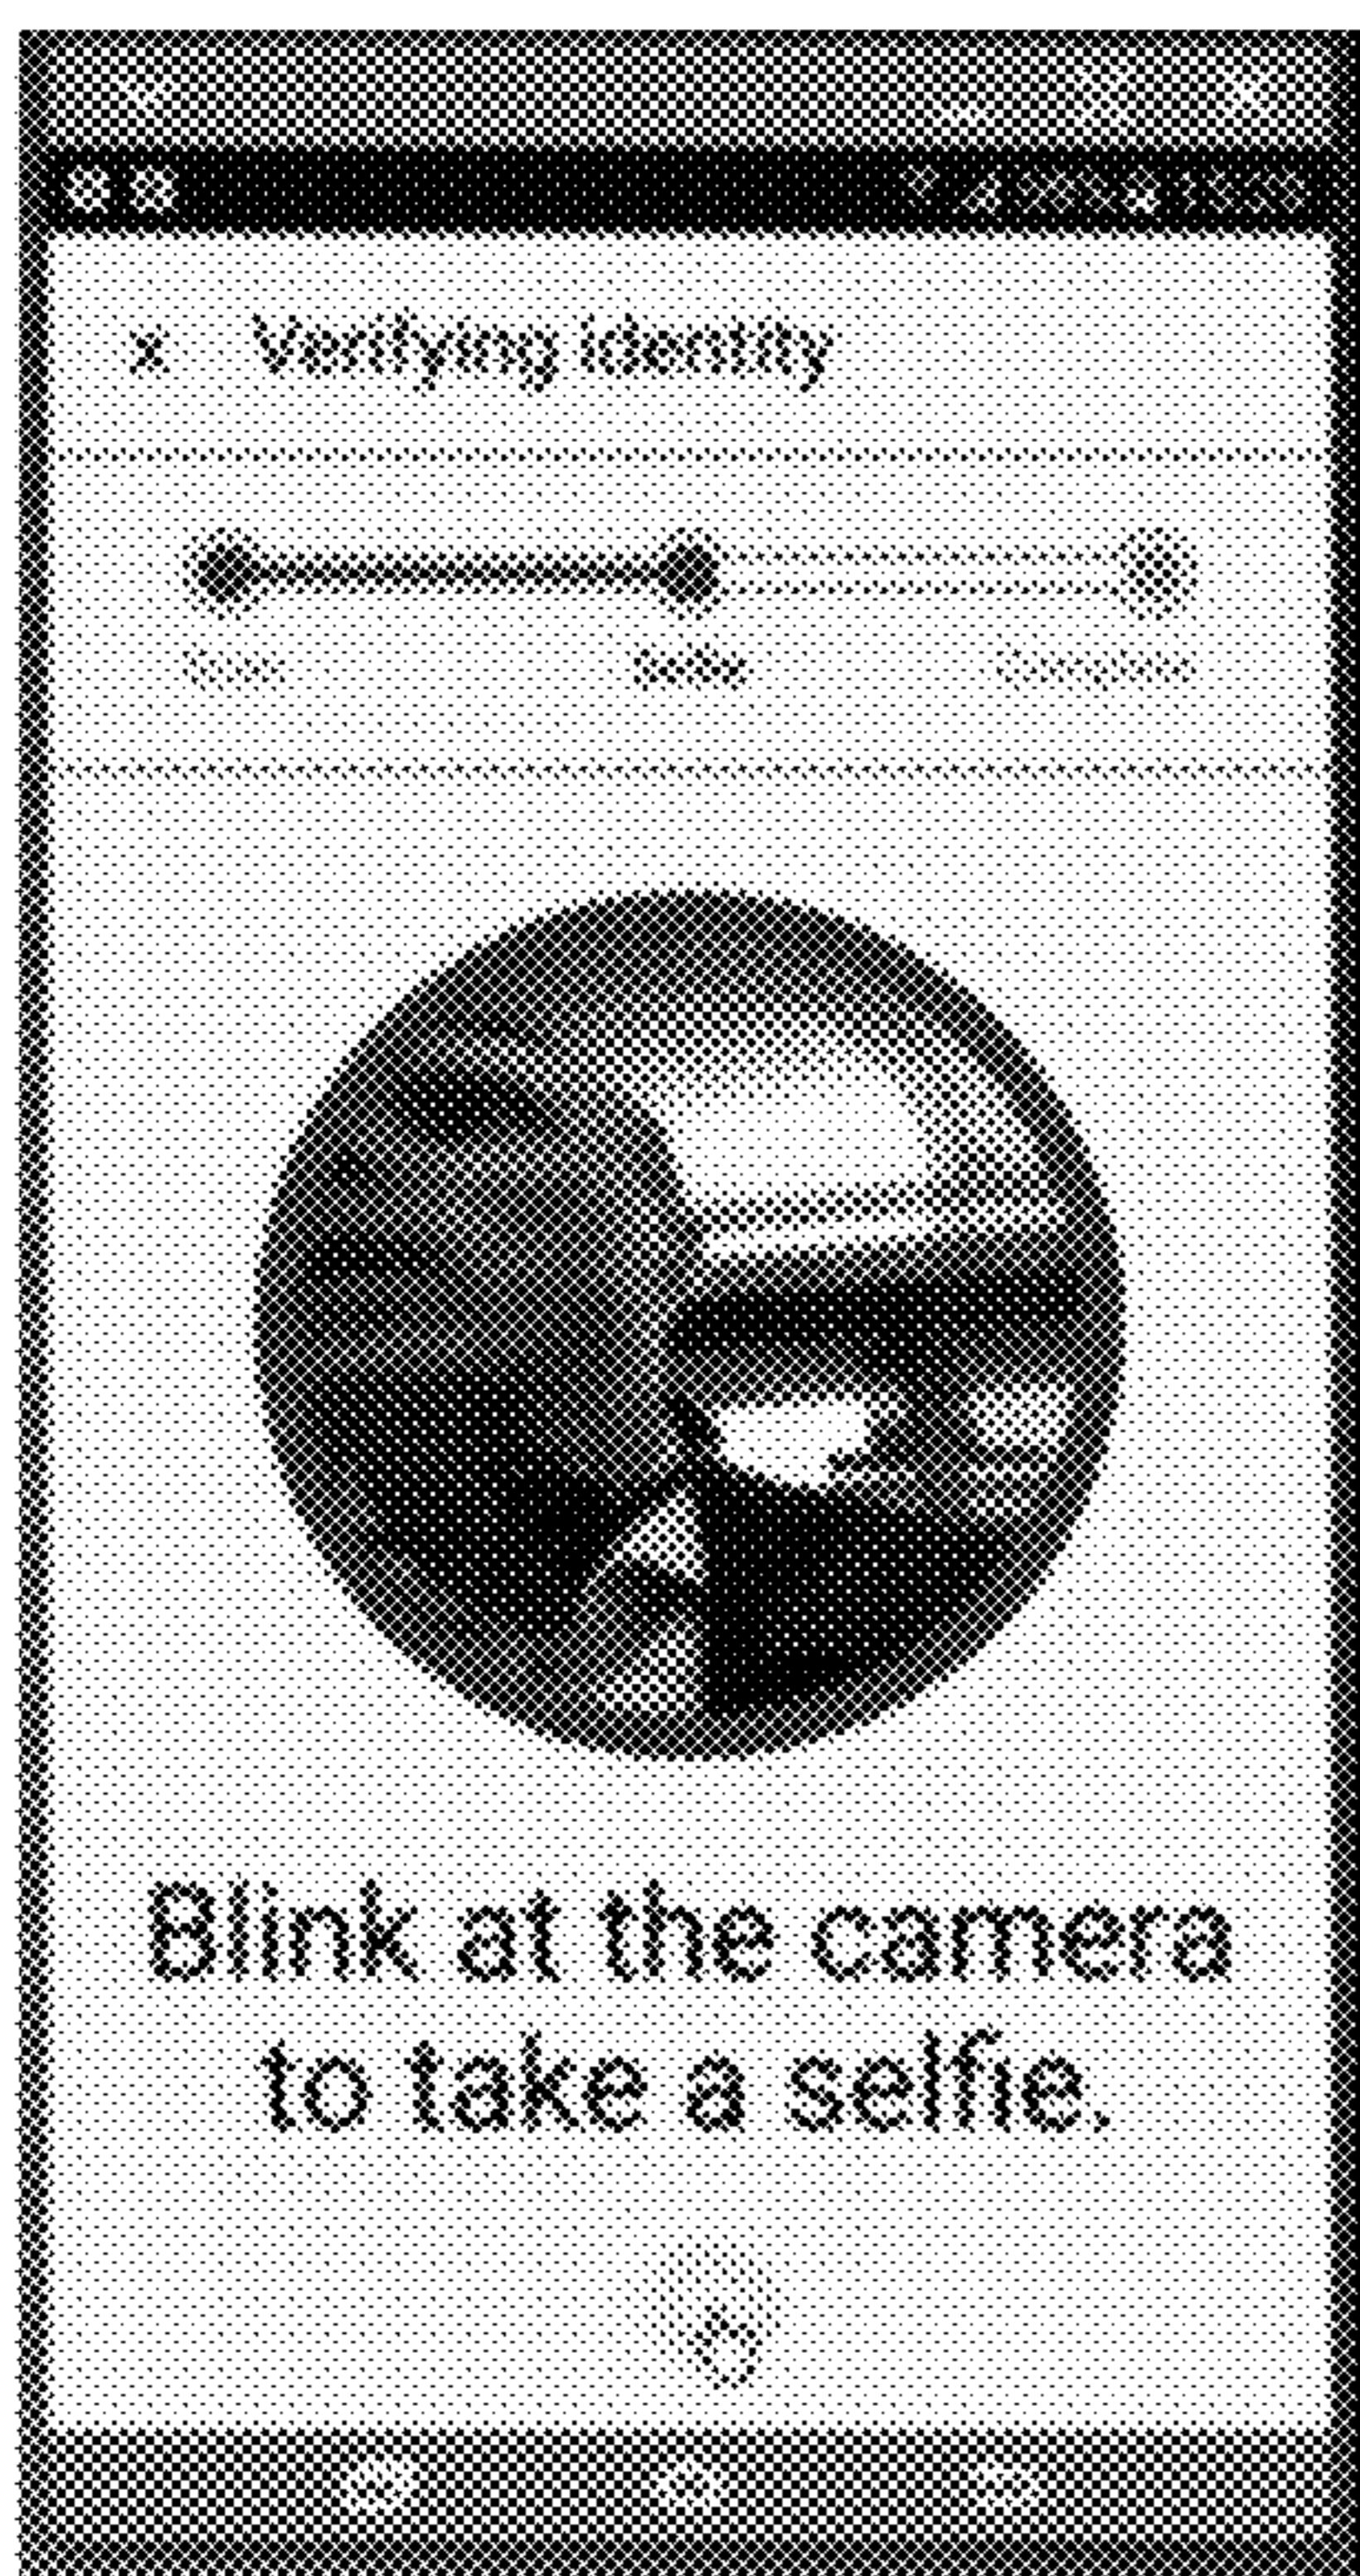 x Verifying identity
Blink at the camera
to take a selfie.